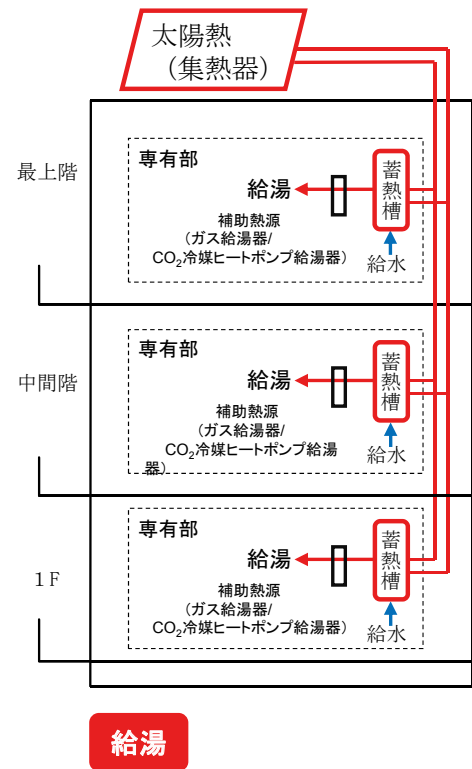 太陽熱
（集熱器）
最上階
専有部
蓄熱槽
給湯
補助熱源
(ガス給湯器/
CO₂冷媒ヒートポンプ給湯器)
給水
中間階
専有部
蓄熱槽
給湯
補助熱源
(ガス給湯器/
CO₂冷媒ヒートポンプ給湯
器)
給水
1F
専有部
蓄熱槽
給湯
補助熱源
(ガス給湯器/
CO₂冷媒ヒートポンプ給湯器)
給水
給湯